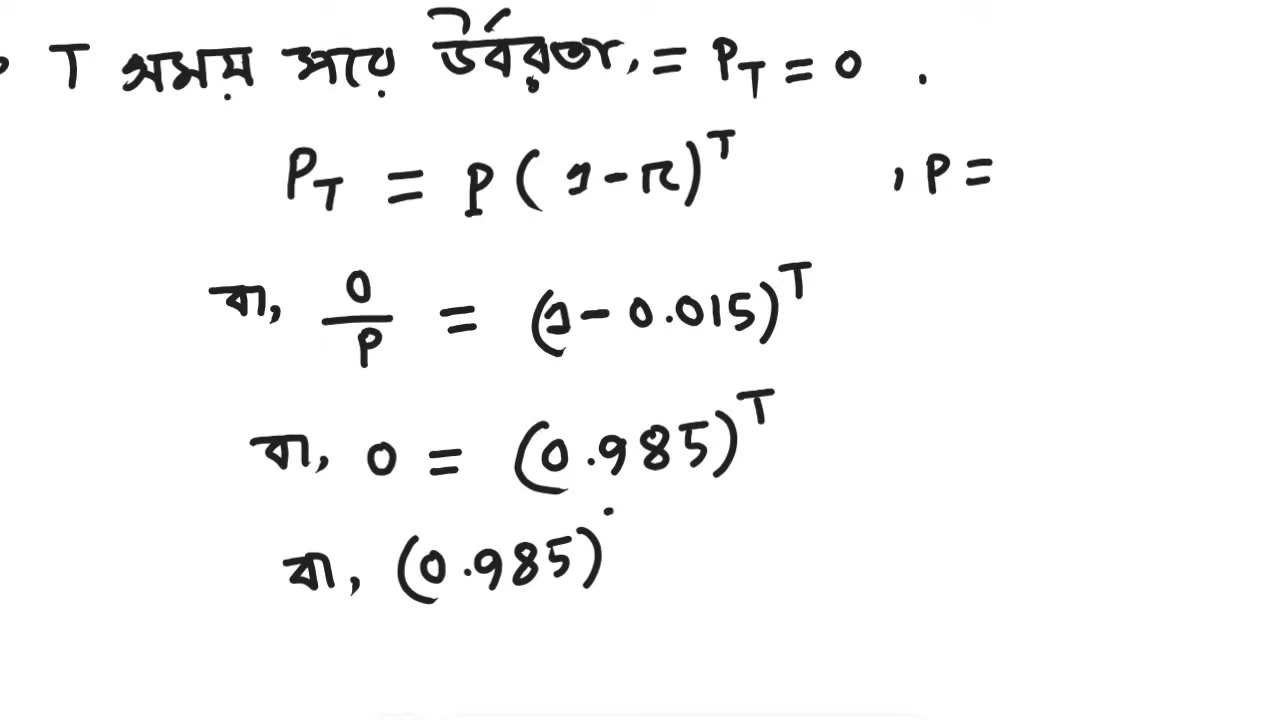 T সময় পরে উর্বরতা, = P_T = 0 .
P_T = P(1-r)^T , P =
বা, 0/P = (1-0.015)^T
বা, 0 = (0.985)^T
বা, (0.985)